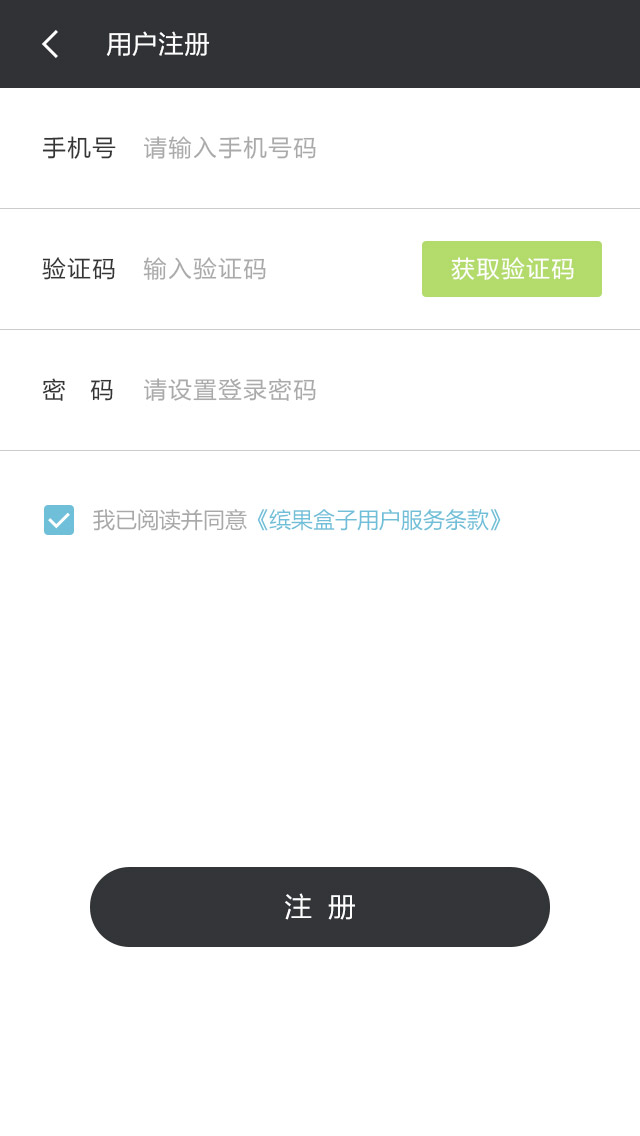 用户注册
手机号 请输入手机号码
验证码 输入验证码 获取验证码
密 码 请设置登录密码
我已阅读并同意《缤果盒子用户服务条款》
注 册